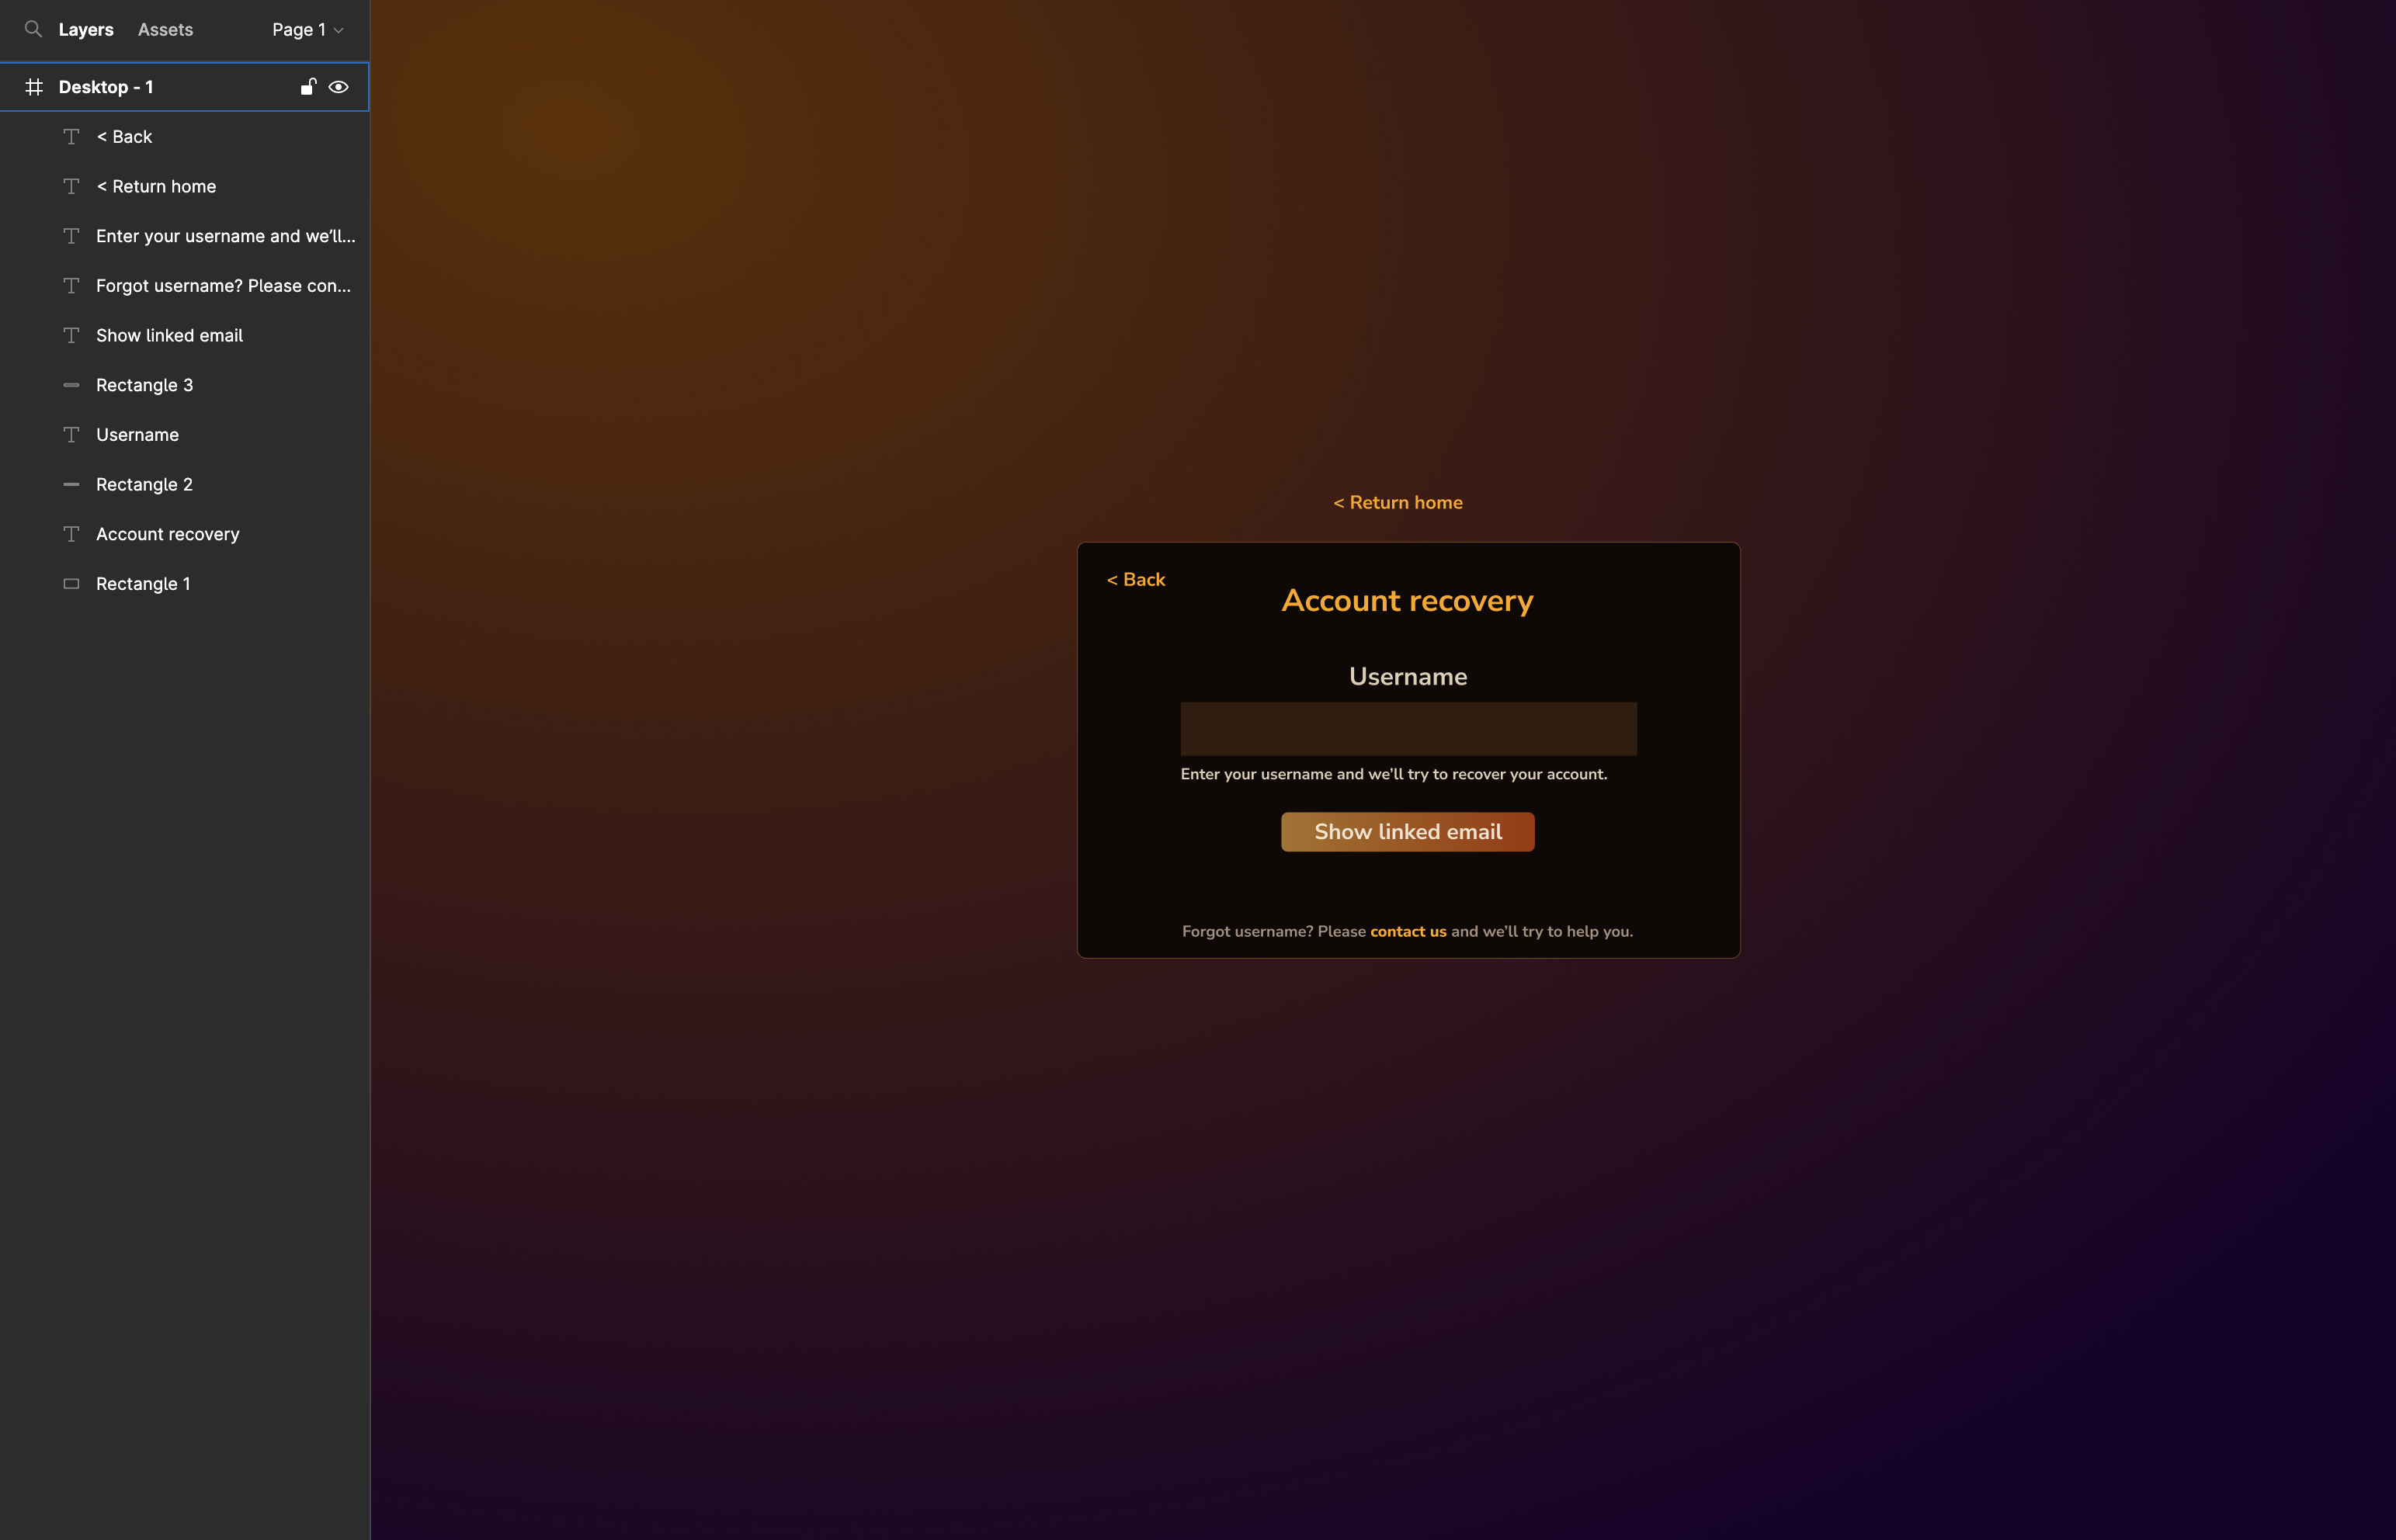 Layers Assets Page 1
Desktop - 1
< Back
< Return home
Enter your username and we’ll...
Forgot username? Please con...
Show linked email
Rectangle 3
Username
Rectangle 2
Account recovery
Rectangle 1
< Return home
< Back
Account recovery
Username
Enter your username and we’ll try to recover your account.
Show linked email
Forgot username? Please contact us and we’ll try to help you.